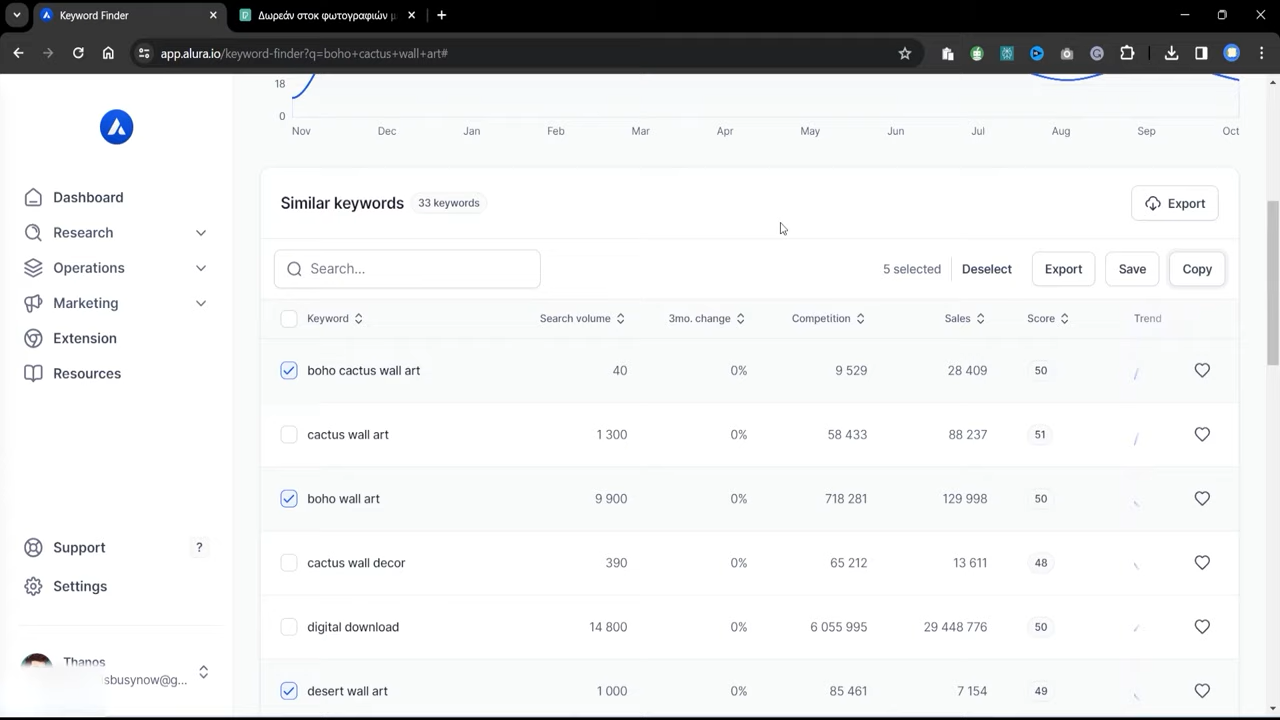 Keyword Finder
Δωρεάν στοκ φωτογραφιών μ
app.alura.io/keyword-finder?q=boho+cactus+wall+art#
18
0
Nov Dec Jan Feb Mar Apr May Jun Jul Aug Sep Oct
Dashboard
Research
Operations
Marketing
Extension
Resources
Support ?
Settings
Thanos
sbusynow@g...
Similar keywords 33 keywords Export
Search... 5 selected Deselect Export Save Copy
Keyword Search volume 3mo. change Competition Sales Score Trend
boho cactus wall art 40 0% 9 529 28 409 50
cactus wall art 1 300 0% 58 433 88 237 51
boho wall art 9 900 0% 718 281 129 998 50
cactus wall decor 390 0% 65 212 13 611 48
digital download 14 800 0% 6 055 995 29 448 776 50
desert wall art 1 000 0% 85 461 7 154 49